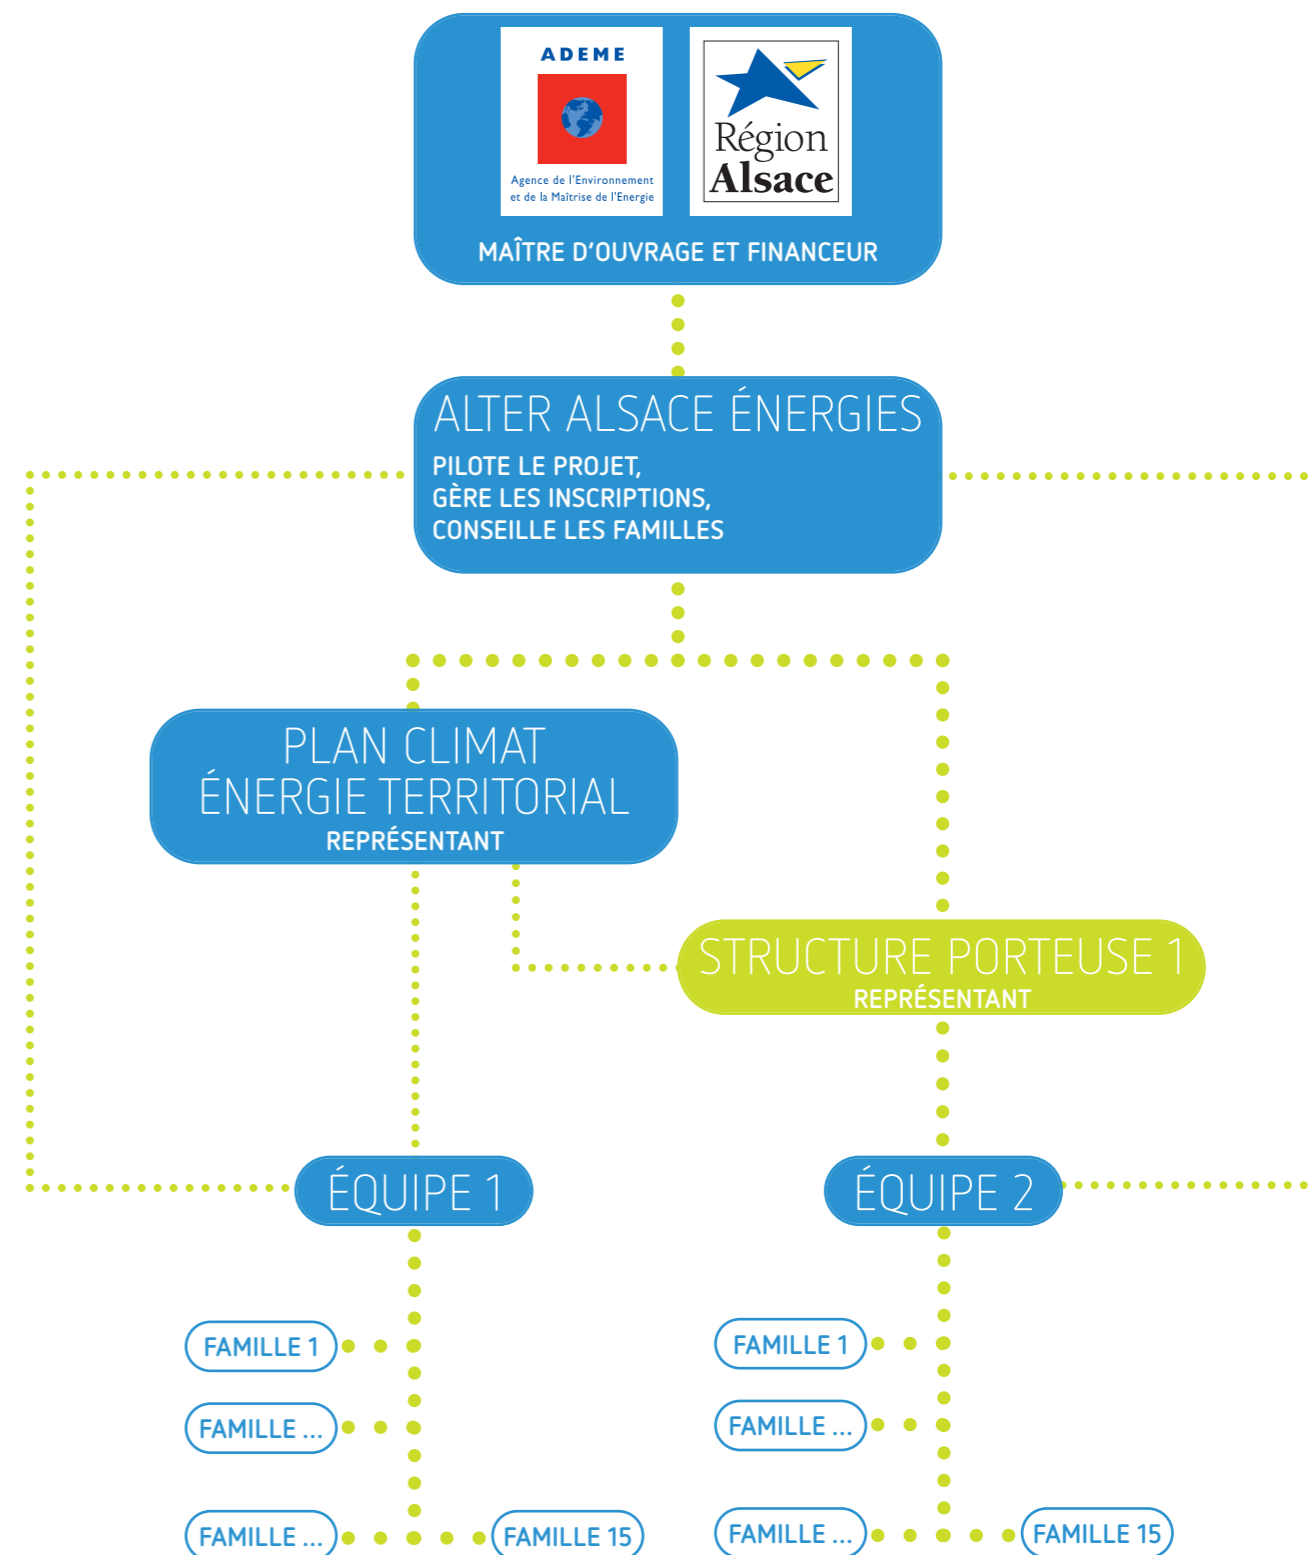 ADEME
Agence de l'Environnement
et de la Maîtrise de l'Energie
Région
Alsace
MAÎTRE D'OUVRAGE ET FINANCEUR
ALTER ALSACE ÉNERGIES
PILOTE LE PROJET,
GÈRE LES INSCRIPTIONS,
CONSEILLE LES FAMILLES
PLAN CLIMAT
ÉNERGIE TERRITORIAL
REPRÉSENTANT
STRUCTURE PORTEUSE 1
REPRÉSENTANT
ÉQUIPE 1
ÉQUIPE 2
FAMILLE 1
FAMILLE ...
FAMILLE ...
FAMILLE 15
FAMILLE 1
FAMILLE ...
FAMILLE ...
FAMILLE 15